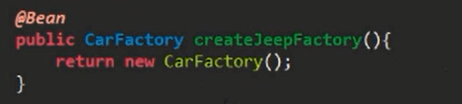 @Bean
public CarFactory createJeepFactory(){
    return new CarFactory();
}